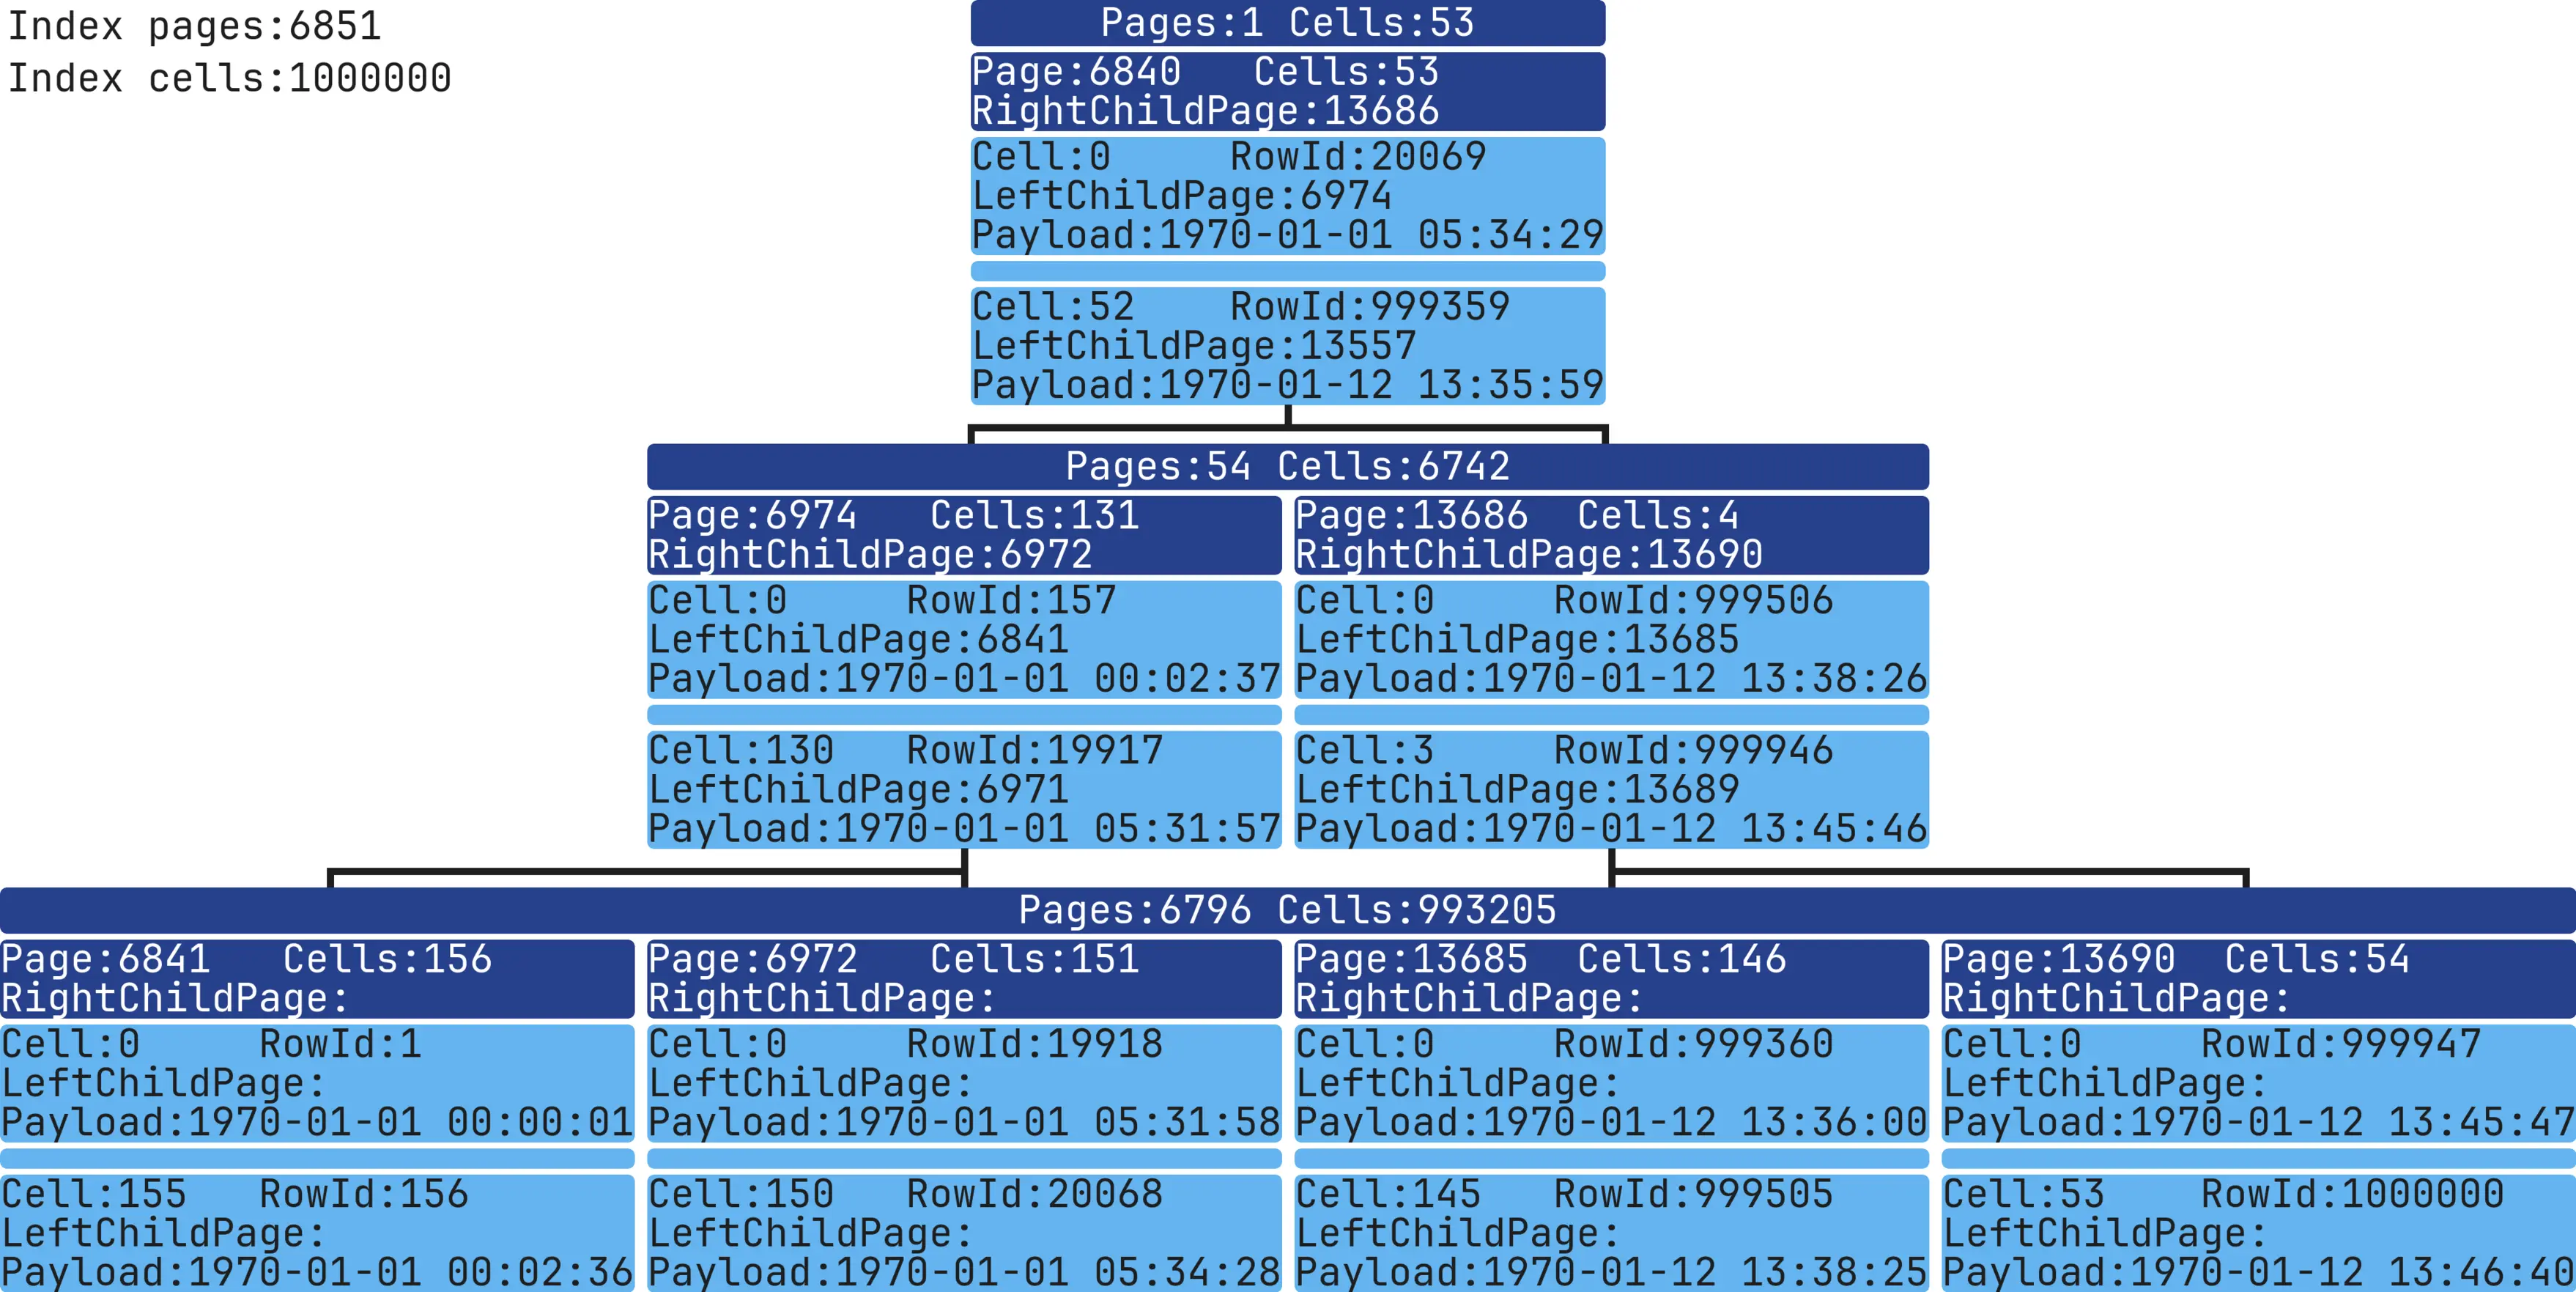 Index pages:6851
Index cells:1000000
Pages:1 Cells:53
Page:6840 Cells:53
RightChildPage:13686
Cell:0 RowId:20069
LeftChildPage:6974
Payload:1970-01-01 05:34:29
Cell:52 RowId:999359
LeftChildPage:13557
Payload:1970-01-12 13:35:59
Pages:54 Cells:6742
Page:6974 Cells:131
RightChildPage:6972
Cell:0 RowId:157
LeftChildPage:6841
Payload:1970-01-01 00:02:37
Cell:130 RowId:19917
LeftChildPage:6971
Payload:1970-01-01 05:31:57
Page:13686 Cells:4
RightChildPage:13690
Cell:0 RowId:999506
LeftChildPage:13685
Payload:1970-01-12 13:38:26
Cell:3 RowId:999946
LeftChildPage:13689
Payload:1970-01-12 13:45:46
Pages:6796 Cells:993205
Page:6841 Cells:156
RightChildPage:
Cell:0 RowId:1
LeftChildPage:
Payload:1970-01-01 00:00:01
Cell:155 RowId:156
LeftChildPage:
Payload:1970-01-01 00:02:36
Page:6972 Cells:151
RightChildPage:
Cell:0 RowId:19918
LeftChildPage:
Payload:1970-01-01 05:31:58
Cell:150 RowId:20068
LeftChildPage:
Payload:1970-01-01 05:34:28
Page:13685 Cells:146
RightChildPage:
Cell:0 RowId:999360
LeftChildPage:
Payload:1970-01-12 13:36:00
Cell:145 RowId:999505
LeftChildPage:
Payload:1970-01-12 13:38:25
Page:13690 Cells:54
RightChildPage:
Cell:0 RowId:999947
LeftChildPage:
Payload:1970-01-12 13:45:47
Cell:53 RowId:1000000
LeftChildPage:
Payload:1970-01-12 13:46:40